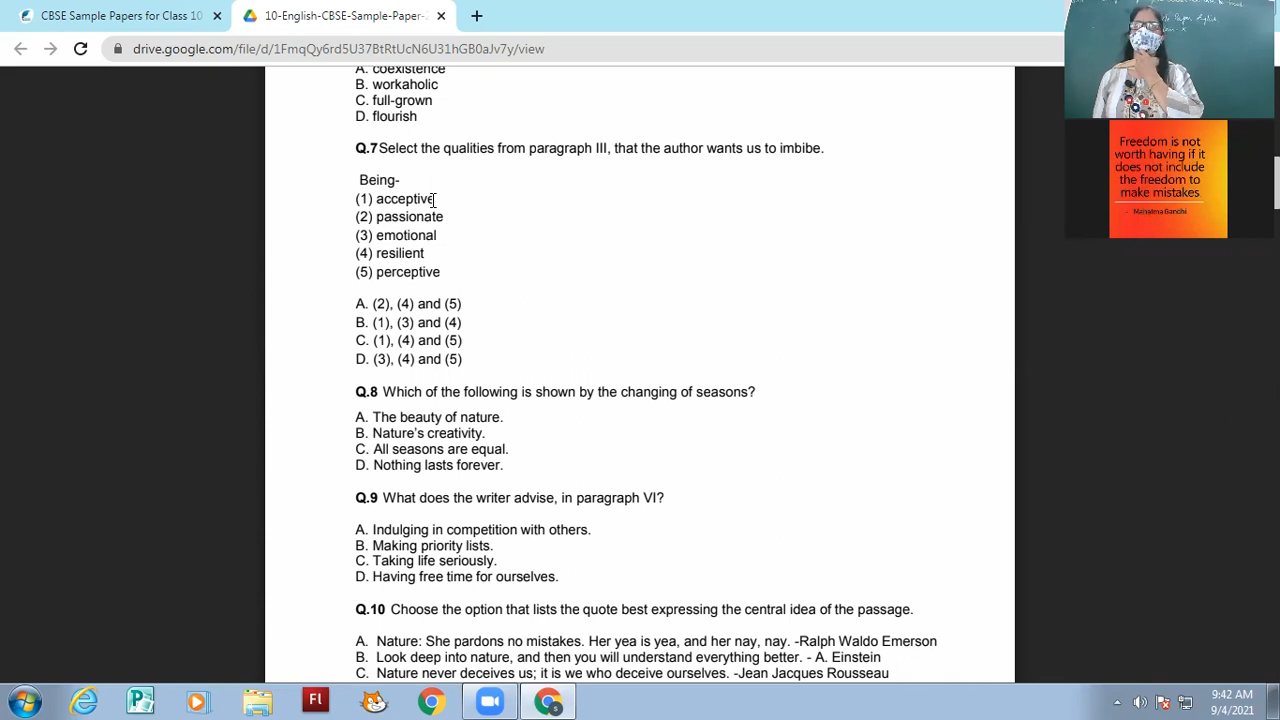 CBSE Sample Papers for Class 10
10-English-CBSE-Sample-Paper-
drive.google.com/file/d/1FmqQy6rd5U37BtRtUcN6U31hGB0aJv7y/view
A. coexistence
B. workaholic
C. full-grown
D. flourish
Q.7Select the qualities from paragraph III, that the author wants us to imbibe.
Being-
(1) acceptive
(2) passionate
(3) emotional
(4) resilient
(5) perceptive
A. (2), (4) and (5)
B. (1), (3) and (4)
C. (1), (4) and (5)
D. (3), (4) and (5)
Q.8 Which of the following is shown by the changing of seasons?
A. The beauty of nature.
B. Nature's creativity.
C. All seasons are equal.
D. Nothing lasts forever.
Q.9 What does the writer advise, in paragraph VI?
A. Indulging in competition with others.
B. Making priority lists.
C. Taking life seriously.
D. Having free time for ourselves.
Q.10 Choose the option that lists the quote best expressing the central idea of the passage.
A. Nature: She pardons no mistakes. Her yea is yea, and her nay, nay. -Ralph Waldo Emerson
B. Look deep into nature, and then you will understand everything better. - A. Einstein
C. Nature never deceives us; it is we who deceive ourselves. -Jean Jacques Rousseau
Freedom is not
worth having if it
does not include
the freedom to
make mistakes
Mahatma Gandhi
Fl
9:42 AM
9/4/2021